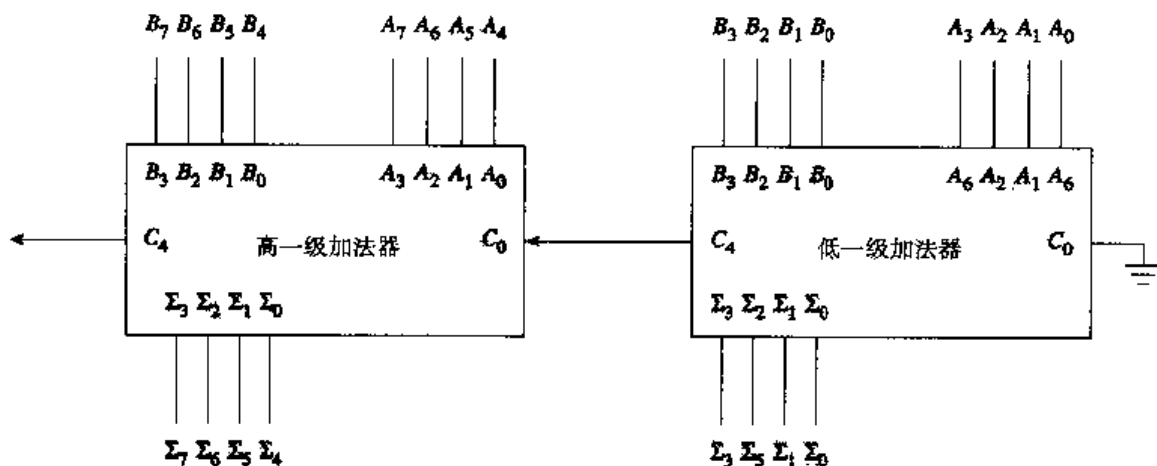 B₇ B₆ B₅ B₄ A₇ A₆ A₅ A₄ B₃ B₂ B₁ B₀ A₃ A₂ A₁ A₀
B₃ B₂ B₁ B₀ A₃ A₂ A₁ A₀ B₃ B₂ B₁ B₀ A₆ A₂ A₁ A₆
C₄ 高一级加法器 C₀ C₄ 低一级加法器 C₀
Σ₃ Σ₂ Σ₁ Σ₀ Σ₃ Σ₂ Σ₁ Σ₀
Σ₇ Σ₆ Σ₅ Σ₄ Σ₃ Σ₅ Σ₁ Σ₀